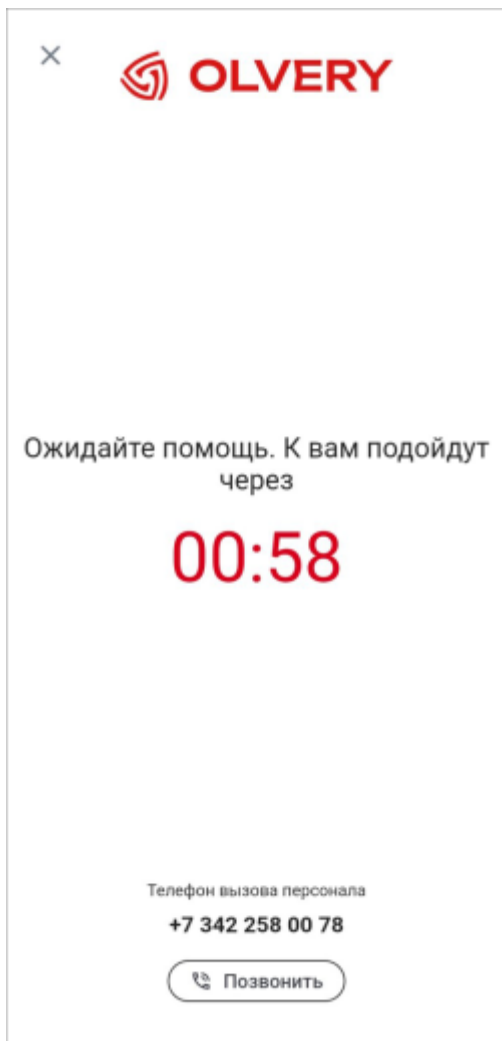 OLVERY
Ожидайте помощь. К вам подойдут
через
00:58
Телефон вызова персонала
+7 342 258 00 78
Позвонить